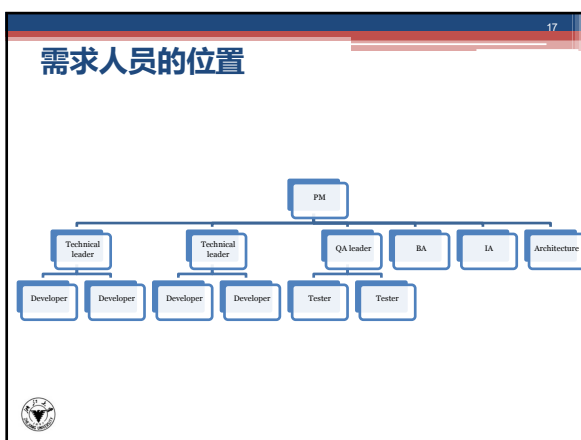 17
需求人员的位置
PM
Technical
leader
Technical
leader
QA leader
BA
IA
Architecture
Developer
Developer
Developer
Developer
Tester
Tester